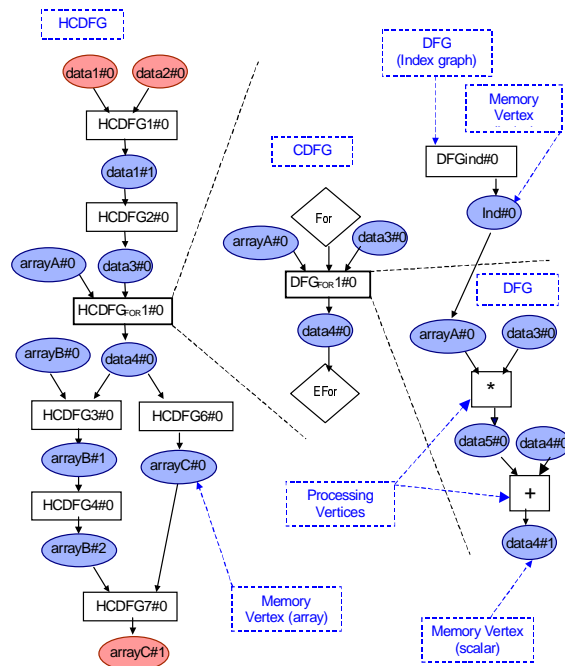 HCDFG
data1#0
data2#0
HCDFG1#0
data1#1
HCDFG2#0
arrayA#0
data3#0
HCDFGFOR1#0
arrayB#0
data4#0
HCDFG3#0
HCDFG6#0
arrayB#1
arrayC#0
HCDFG4#0
arrayB#2
HCDFG7#0
arrayC#1
Memory
Vertex (array)
CDFG
For
arrayA#0
data3#0
DFGFOR1#0
data4#0
EFor
DFG
(Index graph)
Memory
Vertex
DFGind#0
Ind#0
DFG
arrayA#0
data3#0
*
data5#0
data4#0
Processing
Vertices
+
data4#1
Memory Vertex
(scalar)